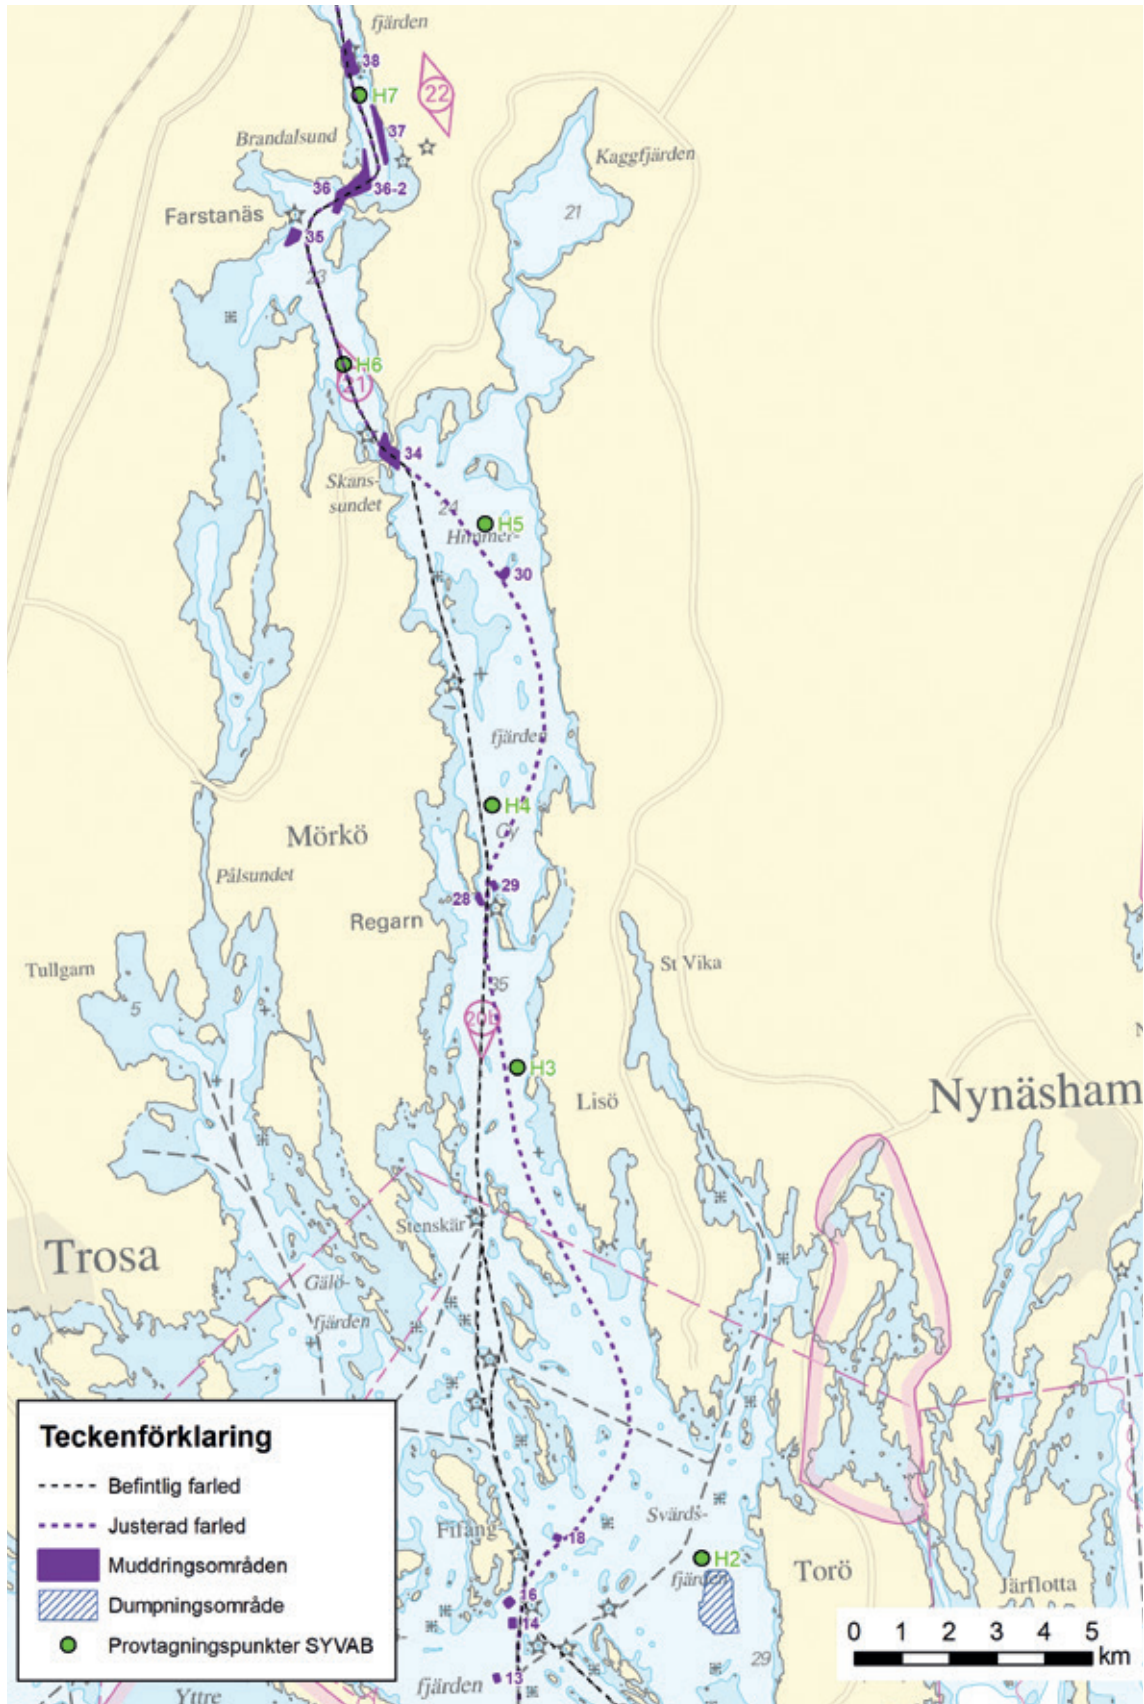 fjärden
38
H7
22
37
Brandalsund
Kaggfjärden
36
36-2
21
Farstanäs
35
23
H6
21
34
Skans-
sundet
24
H5
Himmer-
30
fjärden
H4
Gy
Mörkö
Pålsundet
29
28
Regarn
St Vika
Tullgarn
5
35
20b
H3
Lisö
Nynäsham
Stenskär
Trosa
Gälö-
fjärden
Teckenförklaring
Befintlig farled
Justerad farled
Muddringsområden
Dumpningsområde
Provtagningspunkter SYVAB
Svärds-
18
Fifång
H2
fjärden
Torö
Järflotta
16
14
0 1 2 3 4 5
km
13
fjärden
29
Yttre